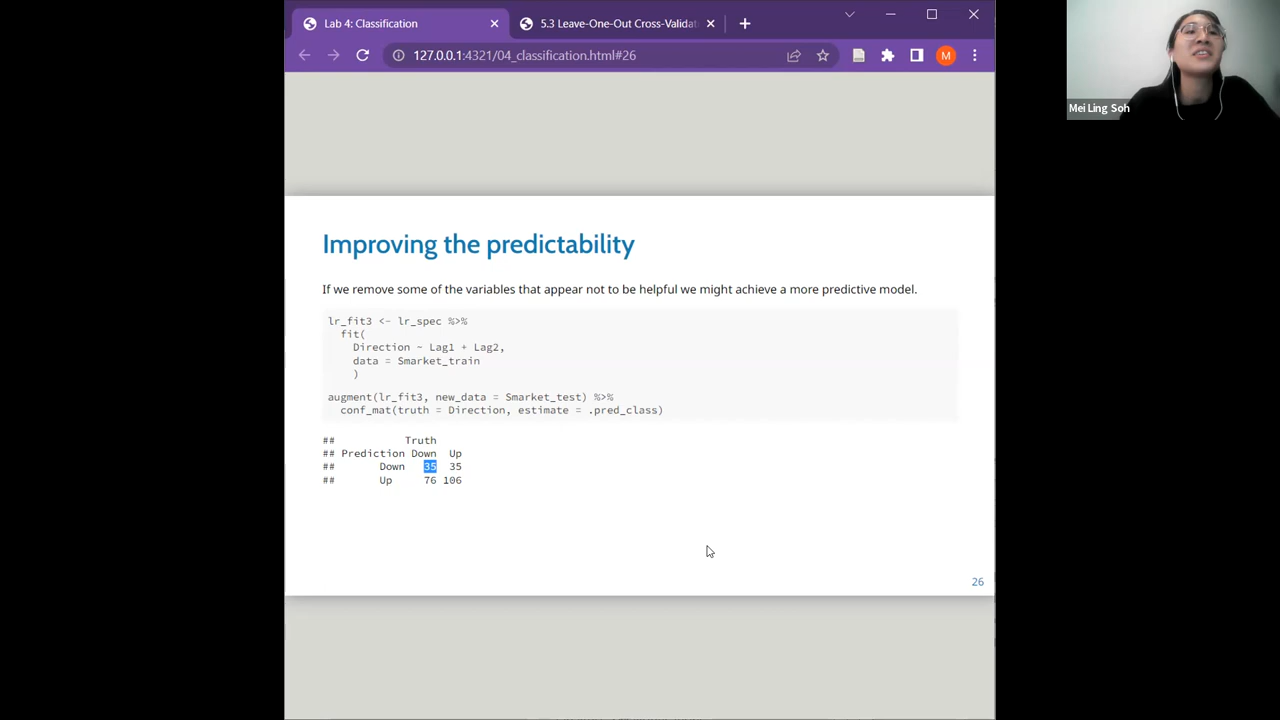 Lab 4: Classification
5.3 Leave-One-Out Cross-Validat
127.0.0.1:4321/04_classification.html#26
M
Mei Ling Soh
Improving the predictability
If we remove some of the variables that appear not to be helpful we might achieve a more predictive model.
lr_fit3 <- lr_spec %>%
fit(
Direction ~ Lag1 + Lag2,
data = Smarket_train
)
augment(lr_fit3, new_data = Smarket_test) %>%
conf_mat(truth = Direction, estimate = .pred_class)
## Truth
## Prediction Down Up
## Down 35 35
## Up 76 106
26